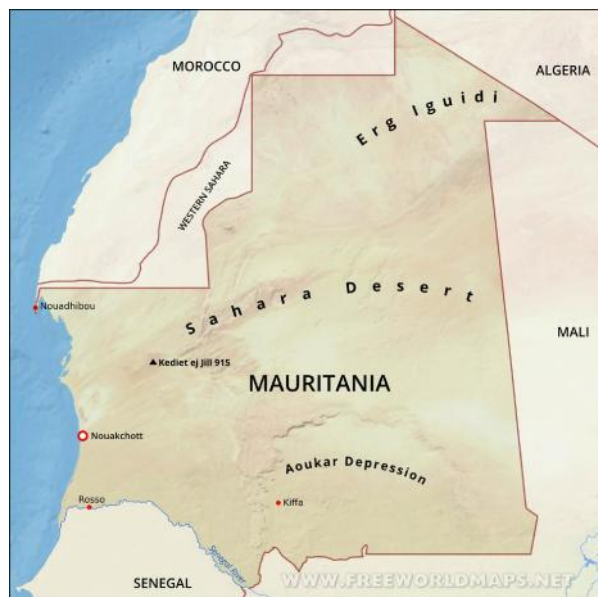 MOROCCO
ALGERIA
Erg Iguidi
WESTERN SAHARA
Sahara Desert
Nouadhibou
MALI
Kediet ej Jill 915
MAURITANIA
Nouakchott
Aoukar Depression
Rosso
Kiffa
Senegal River
SENEGAL
WWW.FREEWORLDMAPS.NET